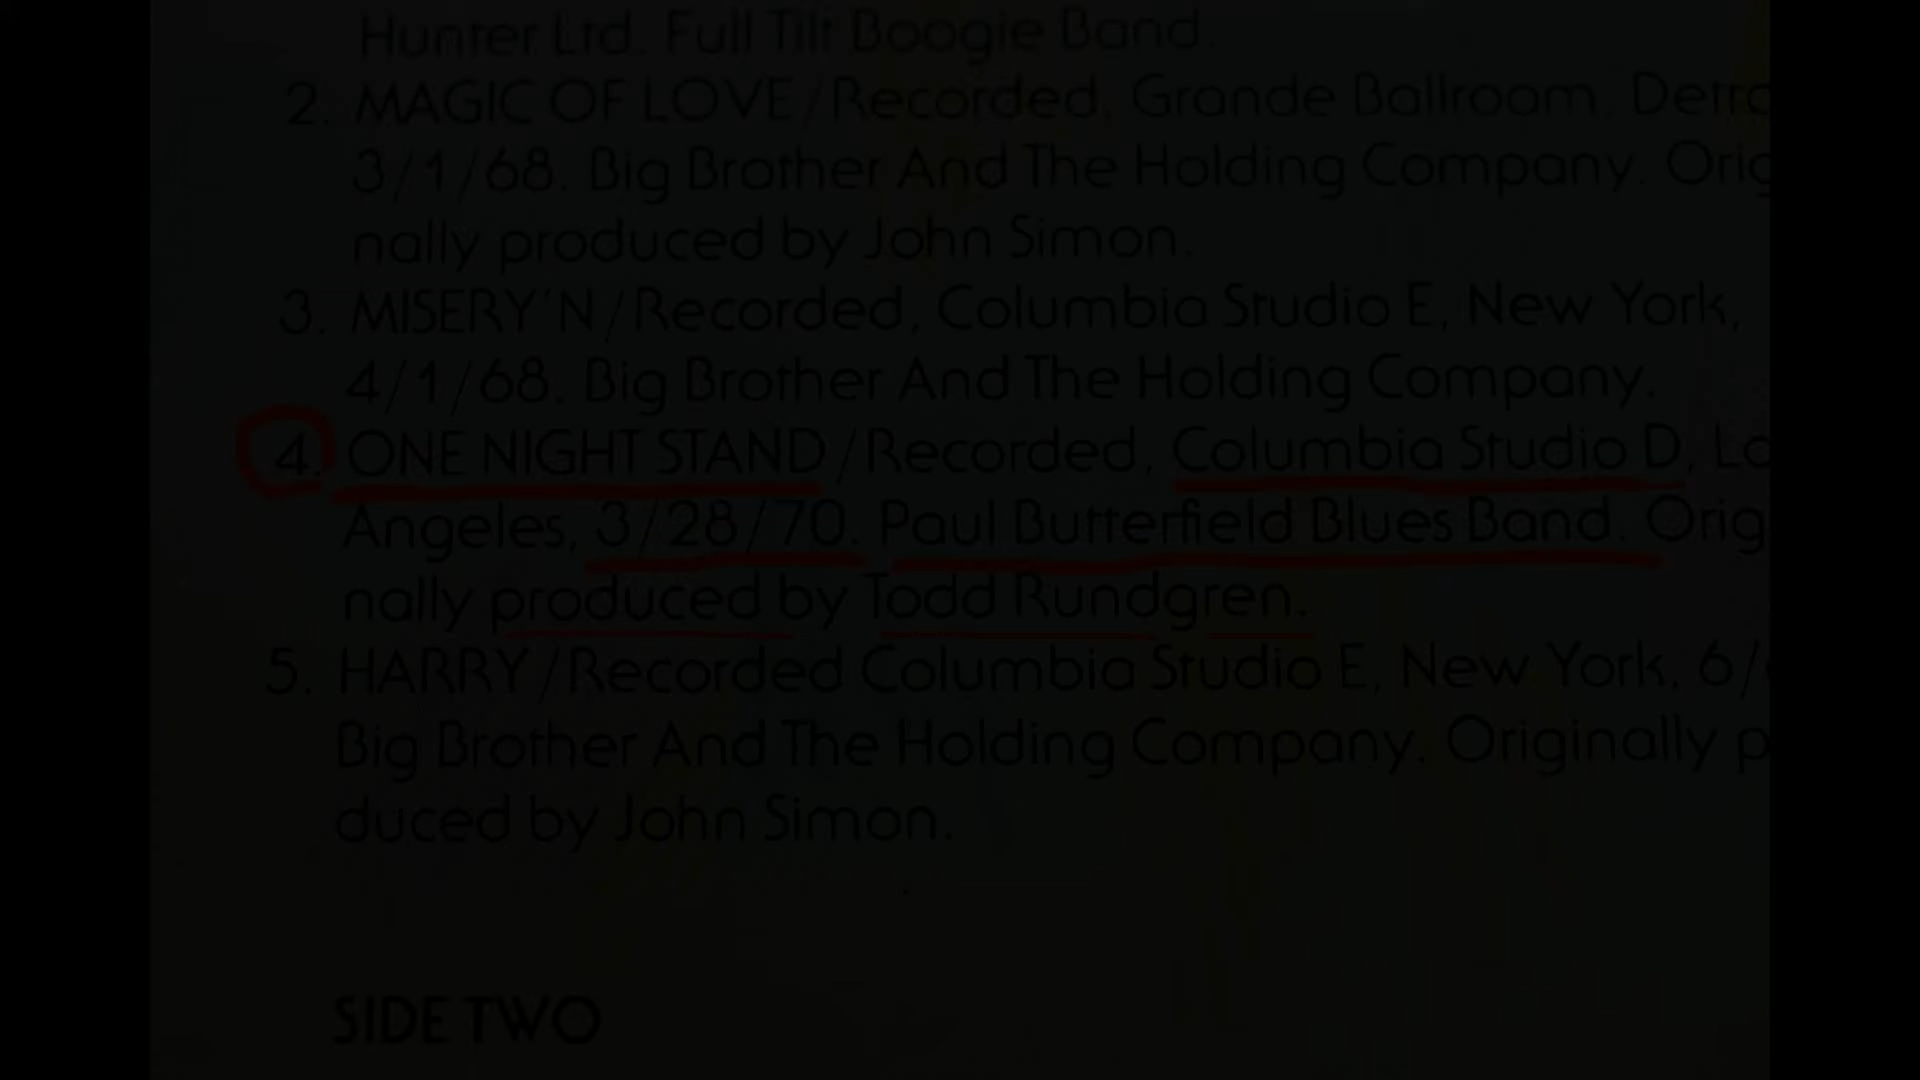 Hunter Ltd. Full Tilt Boogie Band.
2. MAGIC OF LOVE/Recorded, Grande Ballroom, Detro
3/1/68. Big Brother And The Holding Company. Orig
nally produced by John Simon.
3. MISERY'N/Recorded, Columbia Studio E, New York,
4/1/68. Big Brother And The Holding Company.
4. ONE NIGHT STAND/Recorded, Columbia Studio D, Lo
Angeles, 3/28/70. Paul Butterfield Blues Band. Orig
nally produced by Todd Rundgren.
5. HARRY/Recorded Columbia Studio E, New York, 6/
Big Brother And The Holding Company. Originally p
duced by John Simon.
SIDE TWO